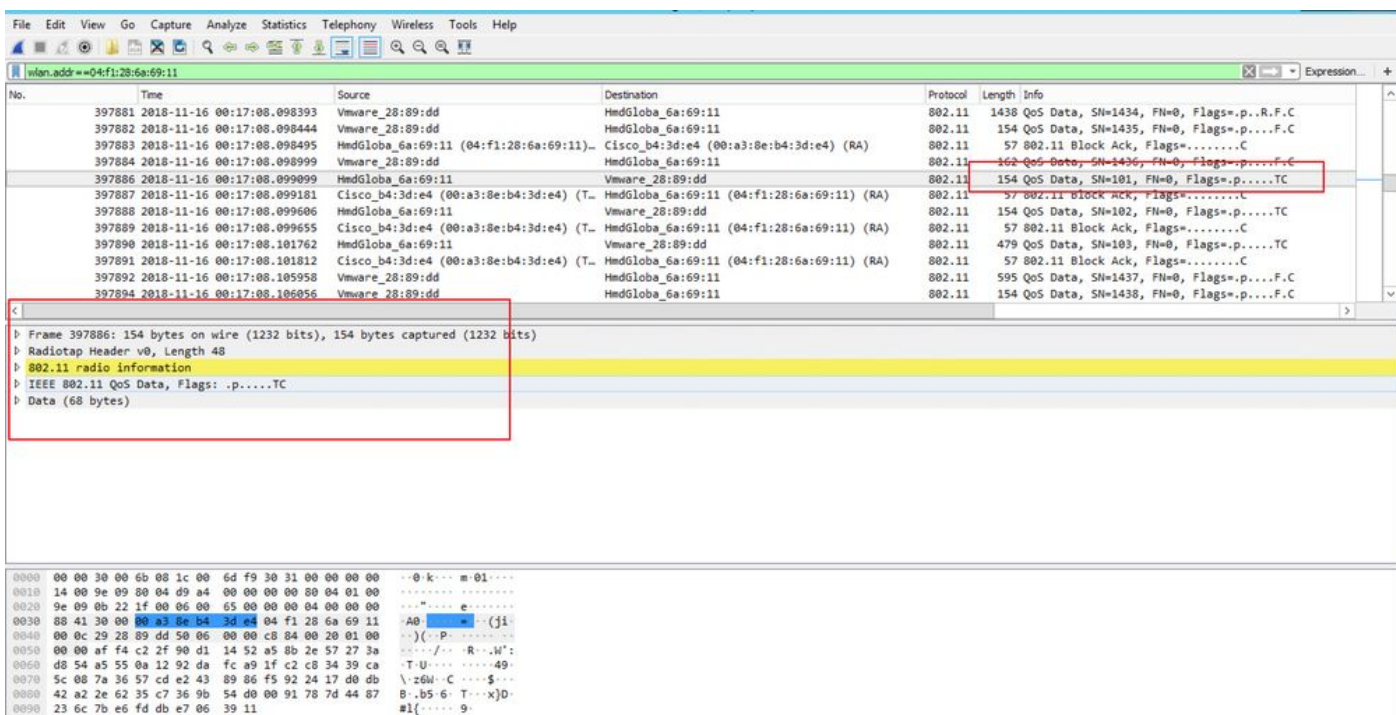 File Edit View Go Capture Analyze Statistics Telephony Wireless Tools Help
wlan.addr==04:f1:28:6a:69:11 Expression... +
No. Time Source Destination Protocol Length Info
397881 2018-11-16 00:17:08.098393 Vmware_28:89:dd HmdGloba_6a:69:11 802.11 1438 QoS Data, SN=1434, FN=0, Flags=.p..R.F.C
397882 2018-11-16 00:17:08.098444 Vmware_28:89:dd HmdGloba_6a:69:11 802.11 154 QoS Data, SN=1435, FN=0, Flags=.p....F.C
397883 2018-11-16 00:17:08.098495 HmdGloba_6a:69:11 (04:f1:28:6a:69:11)… Cisco_b4:3d:e4 (00:a3:8e:b4:3d:e4) (RA) 802.11 57 802.11 Block Ack, Flags=........C
397884 2018-11-16 00:17:08.098999 Vmware_28:89:dd HmdGloba_6a:69:11 802.11 162 QoS Data, SN=1436, FN=0, Flags=.p....F.C
397886 2018-11-16 00:17:08.099099 HmdGloba_6a:69:11 Vmware_28:89:dd 802.11 154 QoS Data, SN=101, FN=0, Flags=.p.....TC
397887 2018-11-16 00:17:08.099181 Cisco_b4:3d:e4 (00:a3:8e:b4:3d:e4) (T… HmdGloba_6a:69:11 (04:f1:28:6a:69:11) (RA) 802.11 57 802.11 Block Ack, Flags=........C
397888 2018-11-16 00:17:08.099606 HmdGloba_6a:69:11 Vmware_28:89:dd 802.11 154 QoS Data, SN=102, FN=0, Flags=.p.....TC
397889 2018-11-16 00:17:08.099655 Cisco_b4:3d:e4 (00:a3:8e:b4:3d:e4) (T… HmdGloba_6a:69:11 (04:f1:28:6a:69:11) (RA) 802.11 57 802.11 Block Ack, Flags=........C
397890 2018-11-16 00:17:08.101762 HmdGloba_6a:69:11 Vmware_28:89:dd 802.11 479 QoS Data, SN=103, FN=0, Flags=.p.....TC
397891 2018-11-16 00:17:08.101812 Cisco_b4:3d:e4 (00:a3:8e:b4:3d:e4) (T… HmdGloba_6a:69:11 (04:f1:28:6a:69:11) (RA) 802.11 57 802.11 Block Ack, Flags=........C
397892 2018-11-16 00:17:08.105958 Vmware_28:89:dd HmdGloba_6a:69:11 802.11 595 QoS Data, SN=1437, FN=0, Flags=.p....F.C
397894 2018-11-16 00:17:08.106056 Vmware_28:89:dd HmdGloba_6a:69:11 802.11 154 QoS Data, SN=1438, FN=0, Flags=.p....F.C
Frame 397886: 154 bytes on wire (1232 bits), 154 bytes captured (1232 bits)
Radiotap Header v0, Length 48
802.11 radio information
IEEE 802.11 QoS Data, Flags: .p.....TC
Data (68 bytes)
0000 00 00 30 00 6b 08 1c 00 6d f9 30 31 00 00 00 00 ··0·k··· m·01····
0010 14 00 9e 09 80 04 d9 a4 00 00 00 00 80 04 01 00 ········ ········
0020 9e 09 0b 22 1f 00 06 00 65 00 00 00 04 00 00 00 ···"···· e·······
0030 88 41 30 00 00 a3 8e b4 3d e4 04 f1 28 6a 69 11 ·A0····· =···(ji·
0040 00 0c 29 28 89 dd 50 06 00 00 c8 84 00 20 01 00 ··)(··P· ····· ··
0050 00 00 af f4 c2 2f 90 d1 14 52 a5 8b 2e 57 27 3a ·····/·· ·R··.W':
0060 d8 54 a5 55 0a 12 92 da fc a9 1f c2 c8 34 39 ca ·T·U···· ·····49·
0070 5c 08 7a 36 57 cd e2 43 89 86 f5 92 24 17 d0 db \·z6W··C ····$···
0080 42 a2 2e 62 35 c7 36 9b 54 d0 00 91 78 7d 44 87 B·.b5·6· T···x}D·
0090 23 6c 7b e6 fd db e7 06 39 11 #l{····· 9·